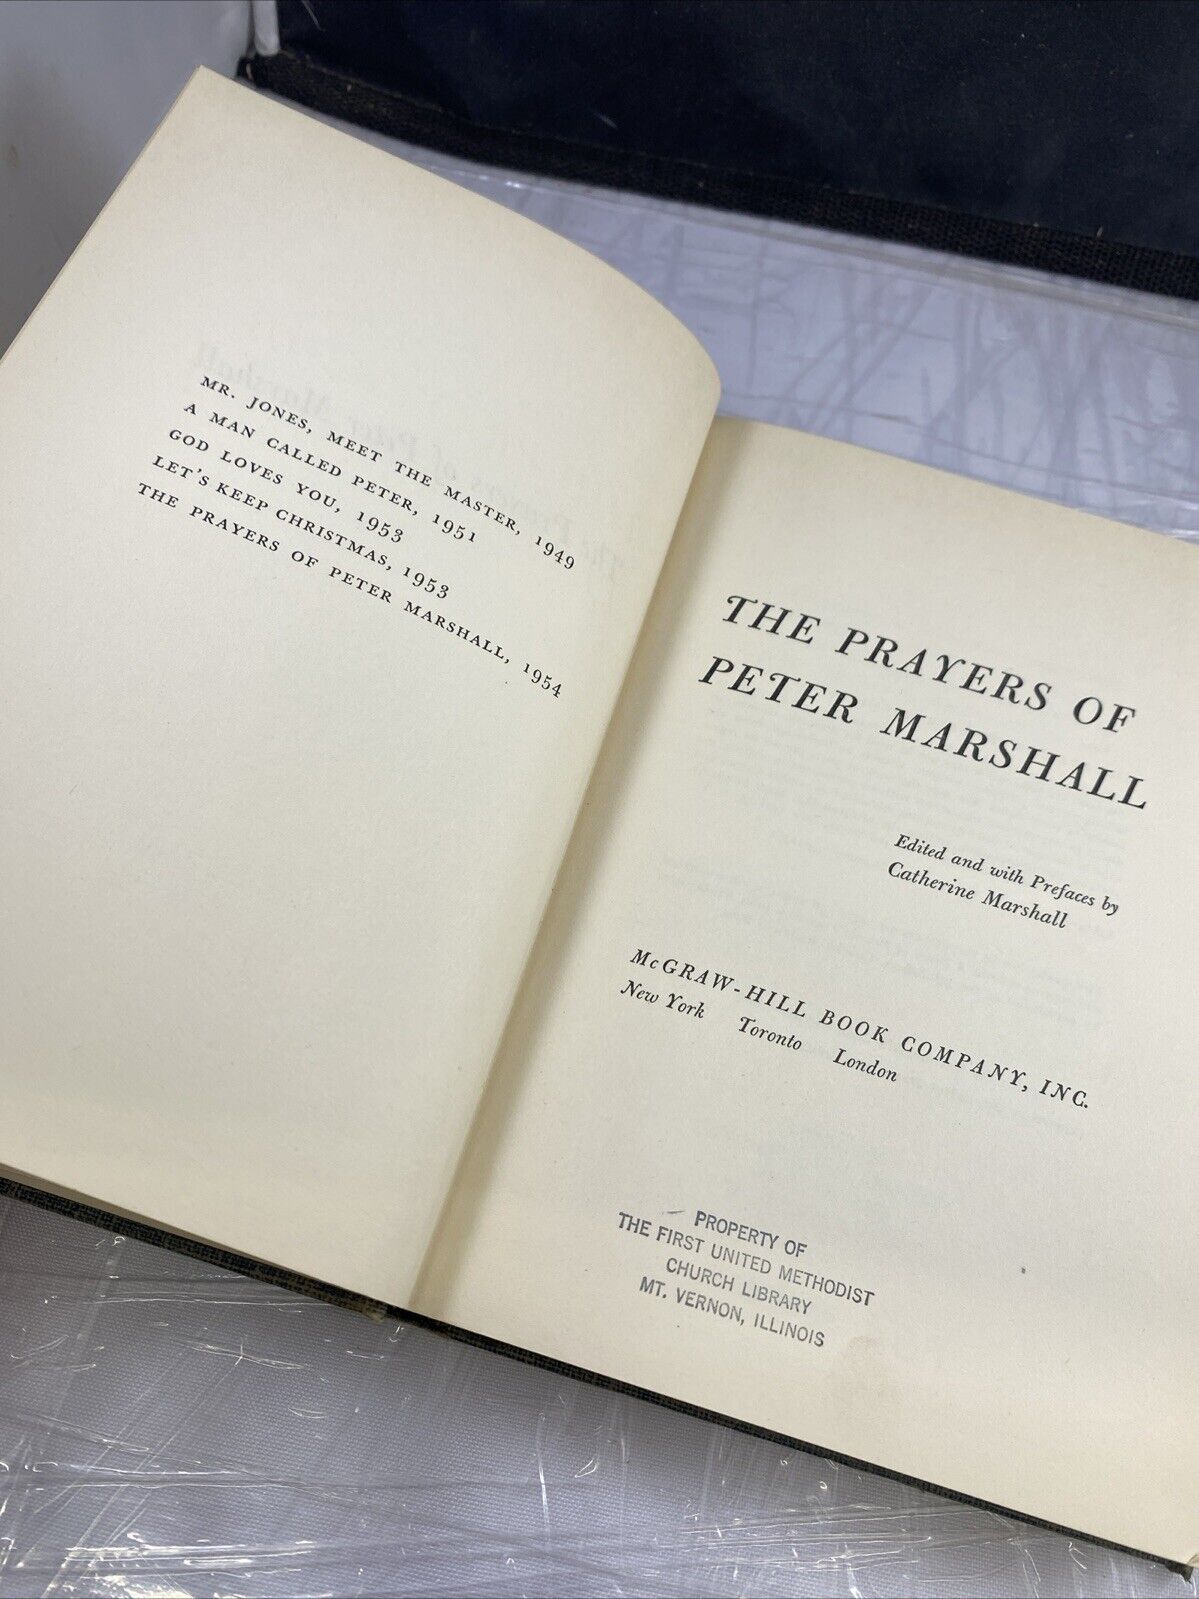 MR. JONES, MEET THE MASTER, 1949
A MAN CALLED PETER, 1951
GOD LOVES YOU, 1953
LET'S KEEP CHRISTMAS, 1953
THE PRAYERS OF PETER MARSHALL, 1954
THE PRAYERS OF
PETER MARSHALL
Edited and with Prefaces by
Catherine Marshall
McGRAW-HILL BOOK COMPANY, INC.
New York Toronto London
PROPERTY OF
THE FIRST UNITED METHODIST
CHURCH LIBRARY
MT. VERNON, ILLINOIS